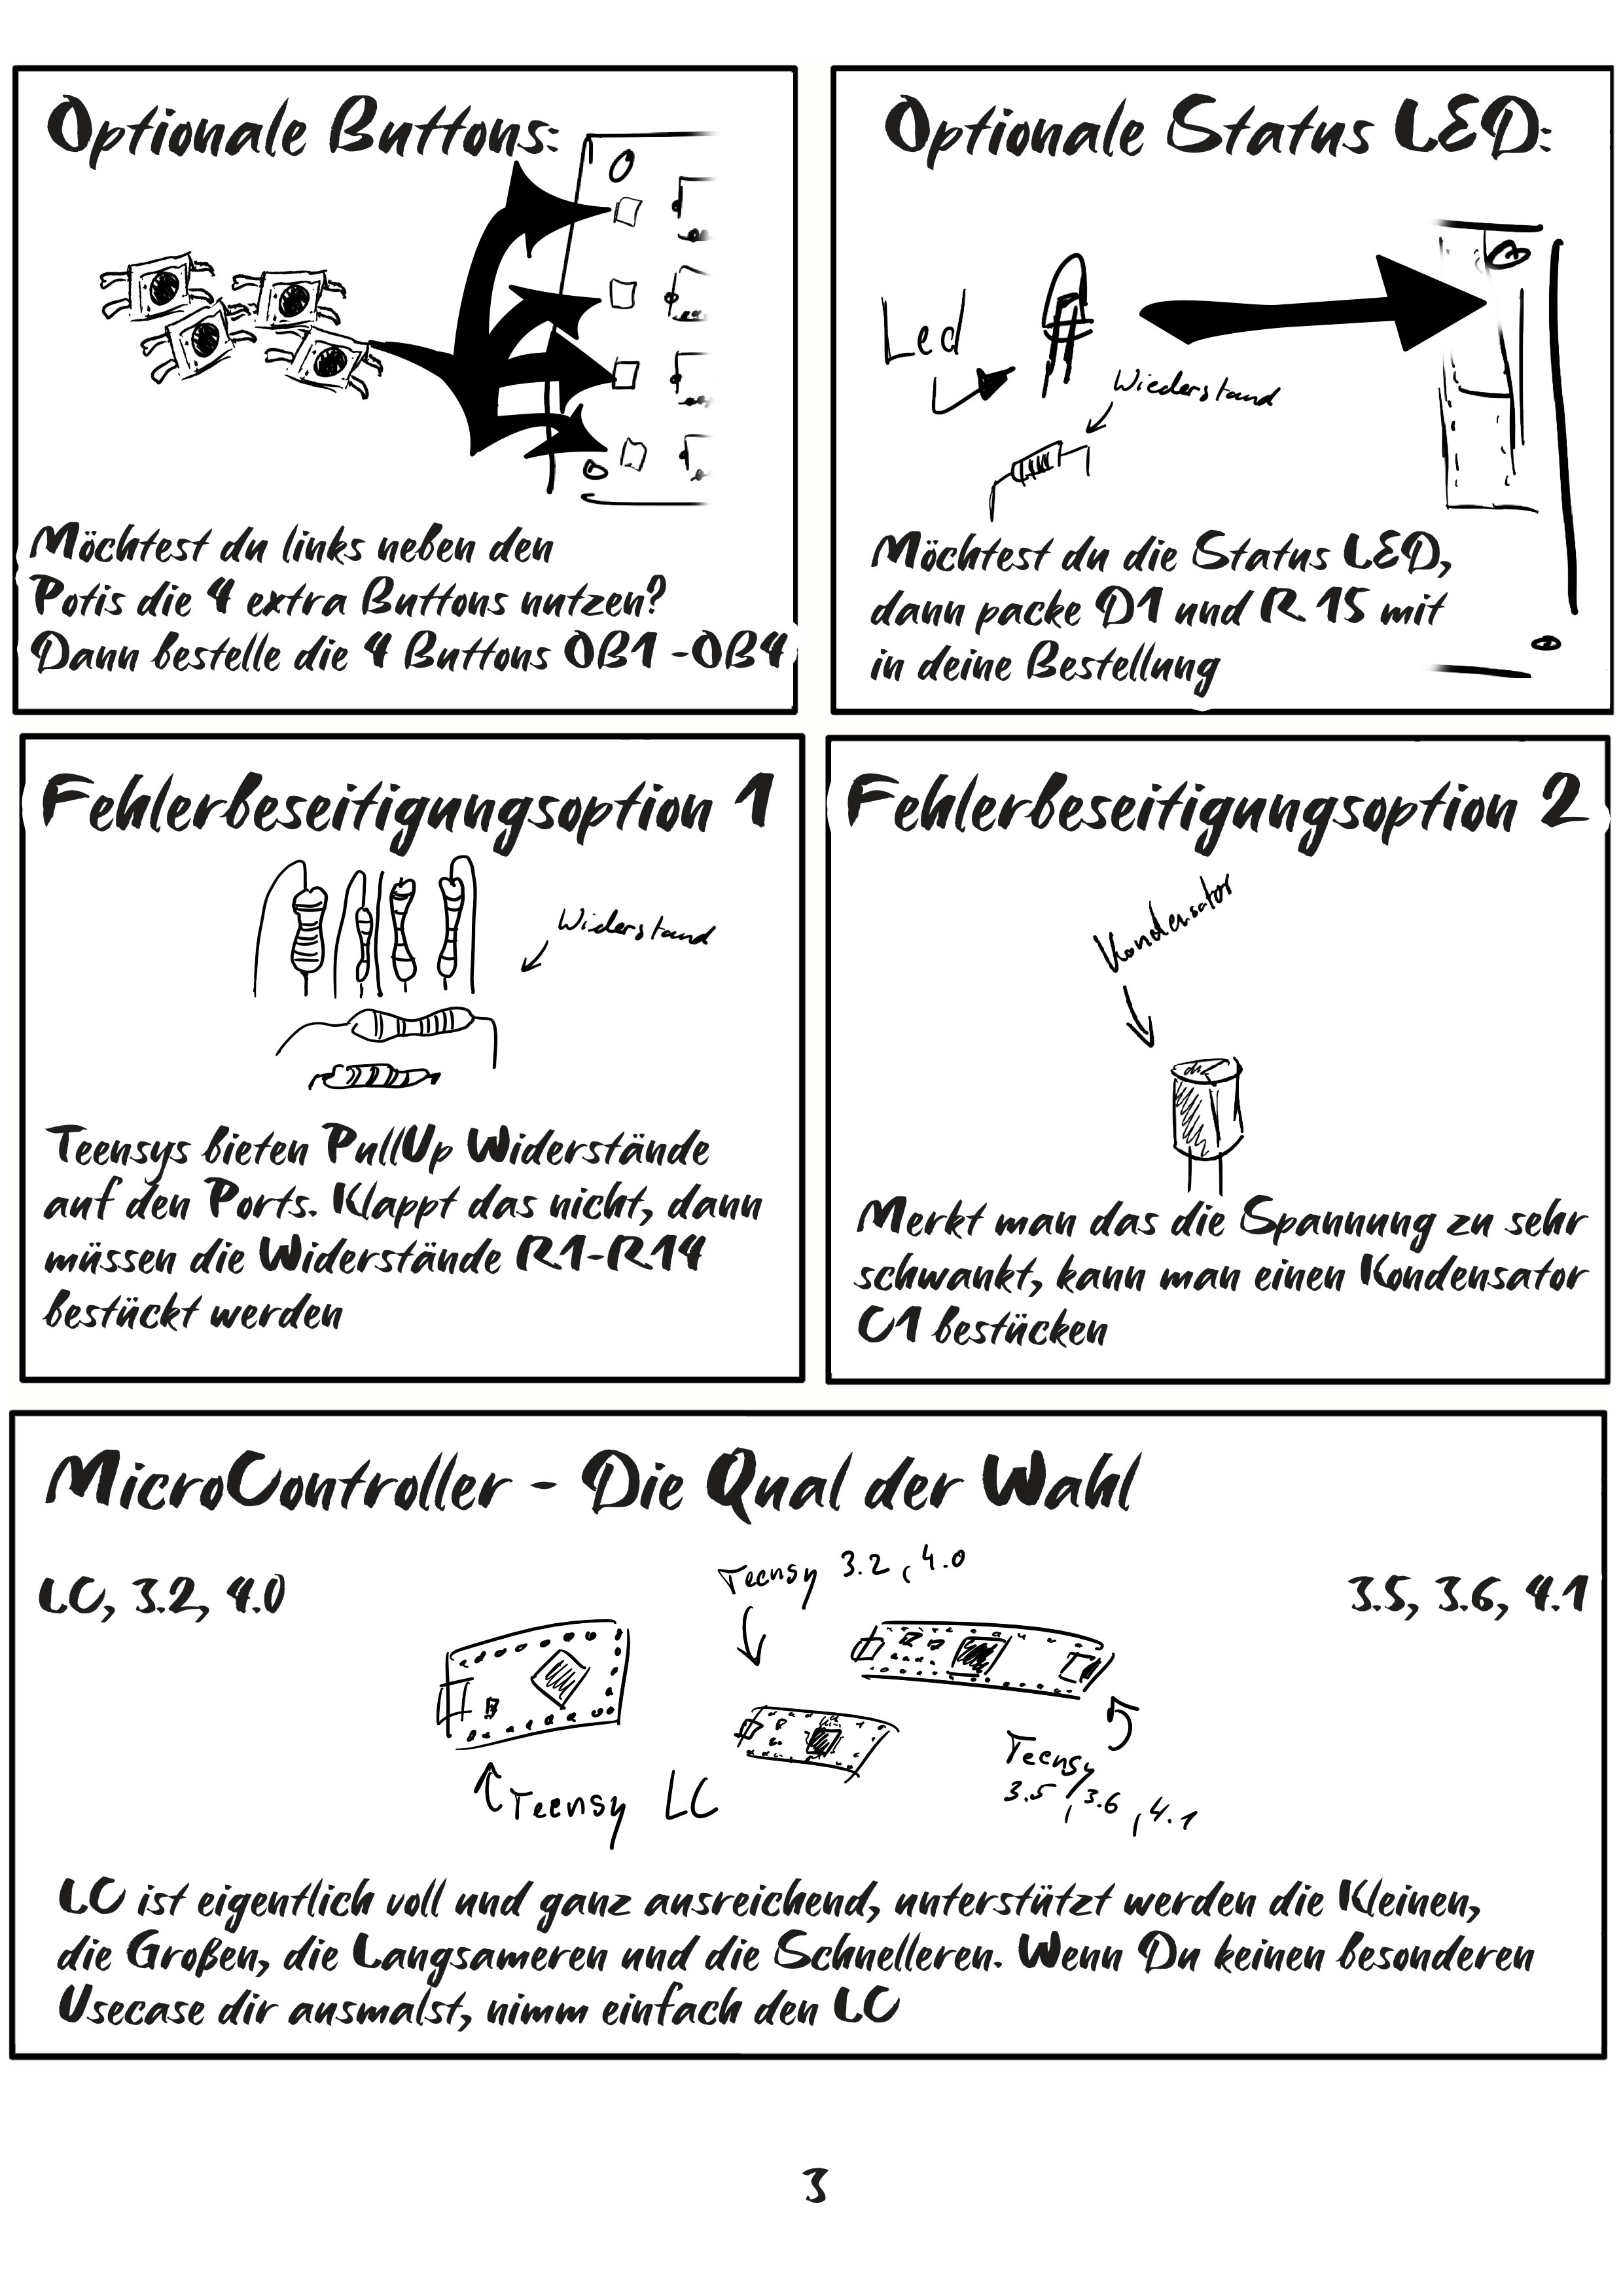 Optionale Buttons:
Möchtest du links neben den
Potis die 4 extra Buttons nutzen?
Dann bestelle die 4 Buttons OB1 -OB4
Optionale Status LED:
Led
Wiederstand
Möchtest du die Status LED,
dann packe D1 und R 15 mit
in deine Bestellung
Fehlerbeseitigungsoption 1
Widerstand
Teensys bieten PullUp Widerstände
auf den Ports. Klappt das nicht, dann
müssen die Widerstände R1-R14
bestückt werden
Fehlerbeseitigungsoption 2
Kondensator
Merkt man das die Spannung zu sehr
schwankt, kann man einen Kondensator
C1 bestücken
MicroController - Die Qual der Wahl
LC, 3.2, 4.0
Teensy 3.2, 4.0
3.5, 3.6, 4.1
Teensy LC
Teensy
3.5, 3.6, 4.1
LC ist eigentlich voll und ganz ausreichend, unterstützt werden die Kleinen,
die Großen, die Langsameren und die Schnelleren. Wenn Du keinen besonderen
Usecase dir ausmalst, nimm einfach den LC
3